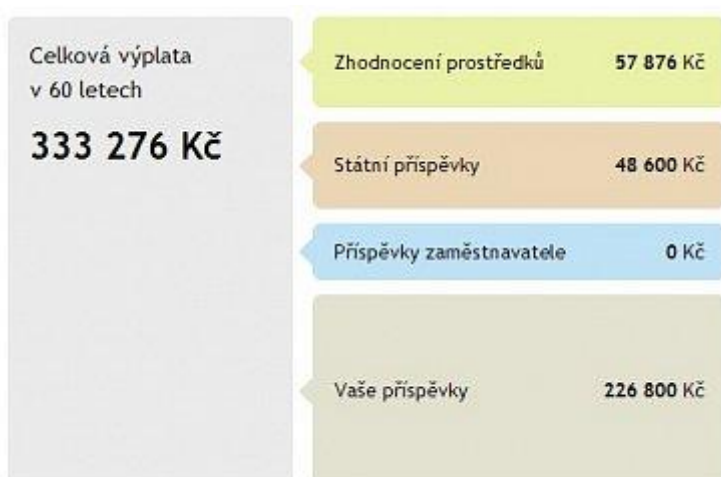 Celková výplata
v 60 letech
333 276 Kč
Zhodnocení prostředků 57 876 Kč
Státní příspěvky 48 600 Kč
Příspěvky zaměstnavatele 0 Kč
Vaše příspěvky 226 800 Kč